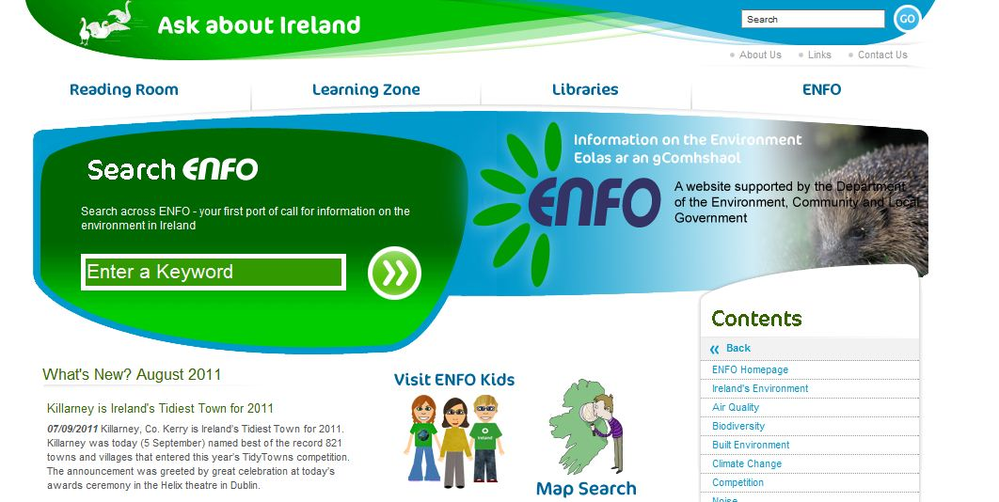 Ask about Ireland
Search
GO
About Us
Links
Contact Us
Reading Room
Learning Zone
Libraries
ENFO
Search ENFO
Search across ENFO - your first port of call for information on the
environment in Ireland
Enter a Keyword
Information on the Environment
Eolas ar an gComhshaol
ENFO
A website supported by the Department
of the Environment, Community and Local
Government
What's New? August 2011
Killarney is Ireland's Tidiest Town for 2011
07/09/2011 Killarney, Co. Kerry is Ireland's Tidiest Town for 2011.
Killarney was today (5 September) named best of the record 821
towns and villages that entered this year's TidyTowns competition.
The announcement was greeted by great celebration at today's
awards ceremony in the Helix theatre in Dublin.
Visit ENFO Kids
Ireland
Map Search
Contents
Back
ENFO Homepage
Ireland's Environment
Air Quality
Biodiversity
Built Environment
Climate Change
Competition
Noise